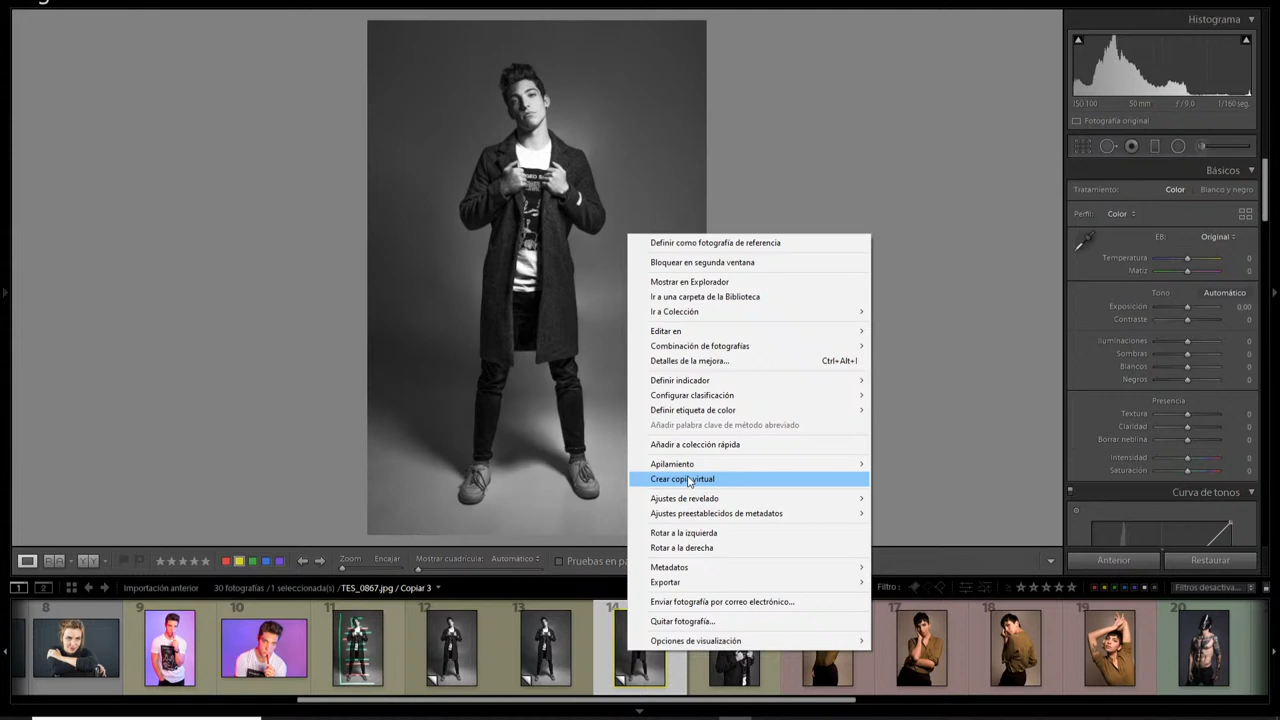 Histograma
ISO 100 50 mm f / 9,0 1/160 seg.
Fotografía original
Básicos
Tratamiento: Color Blanco y negro
Perfil: Color
EB: Original
Temperatura 0
Matiz 0
Tono Automático
Exposición 0,00
Contraste 0
Iluminaciones 0
Sombras 0
Blancos 0
Negros 0
Presencia
Textura 0
Claridad 0
Borrar neblina 0
Intensidad 0
Saturación 0
Curva de tonos
Anterior Restaurar
Definir como fotografía de referencia
Bloquear en segunda ventana
Mostrar en Explorador
Ir a una carpeta de la Biblioteca
Ir a Colección
Editar en
Combinación de fotografías
Detalles de la mejora... Ctrl+Alt+I
Definir indicador
Configurar clasificación
Definir etiqueta de color
Añadir palabra clave de método abreviado
Añadir a colección rápida
Apilamiento
Crear copia virtual
Ajustes de revelado
Ajustes preestablecidos de metadatos
Rotar a la izquierda
Rotar a la derecha
Metadatos
Exportar
Enviar fotografía por correo electrónico...
Quitar fotografía...
Opciones de visualización
Zoom Encajar Mostrar cuadrícula: Automático Pruebas en
1 2 Importación anterior 30 fotografías /1 seleccionada(s) /TES_0867.jpg / Copiar 3 Filtro : Filtros desactiva...
8 9 10 11 12 13 14 17 18 19 20